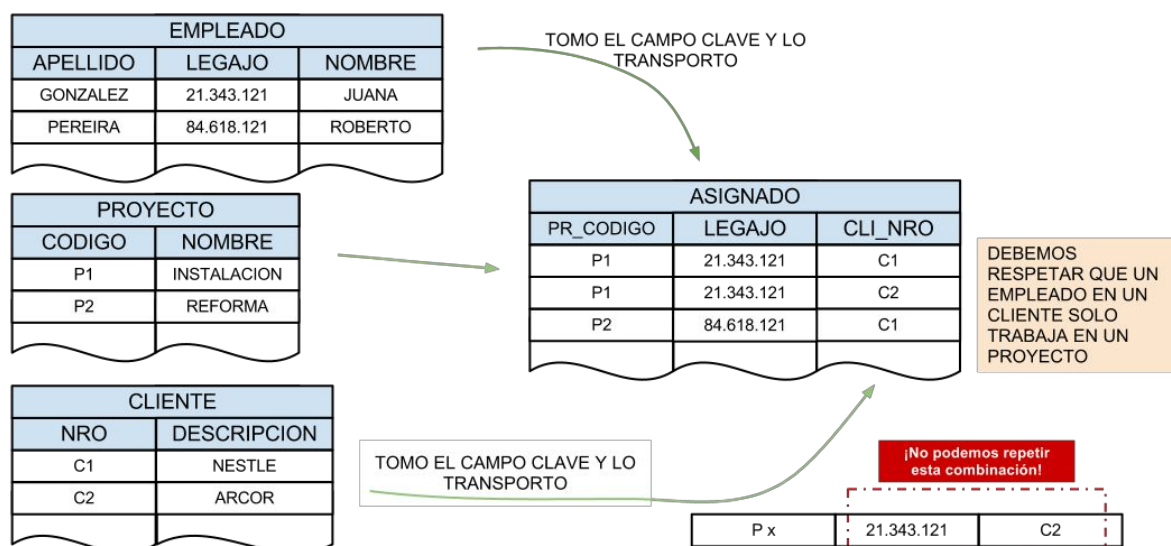 EMPLEADO
APELLIDO LEGAJO NOMBRE
GONZALEZ 21.343.121 JUANA
PEREIRA 84.618.121 ROBERTO
TOMO EL CAMPO CLAVE Y LO
TRANSPORTO
PROYECTO
CODIGO NOMBRE
P1 INSTALACION
P2 REFORMA
ASIGNADO
PR_CODIGO LEGAJO CLI_NRO
P1 21.343.121 C1
P1 21.343.121 C2
P2 84.618.121 C1
DEBEMOS
RESPETAR QUE UN
EMPLEADO EN UN
CLIENTE SOLO
TRABAJA EN UN
PROYECTO
CLIENTE
NRO DESCRIPCION
C1 NESTLE
C2 ARCOR
TOMO EL CAMPO CLAVE Y LO
TRANSPORTO
¡No podemos repetir
esta combinación!
P x 21.343.121 C2